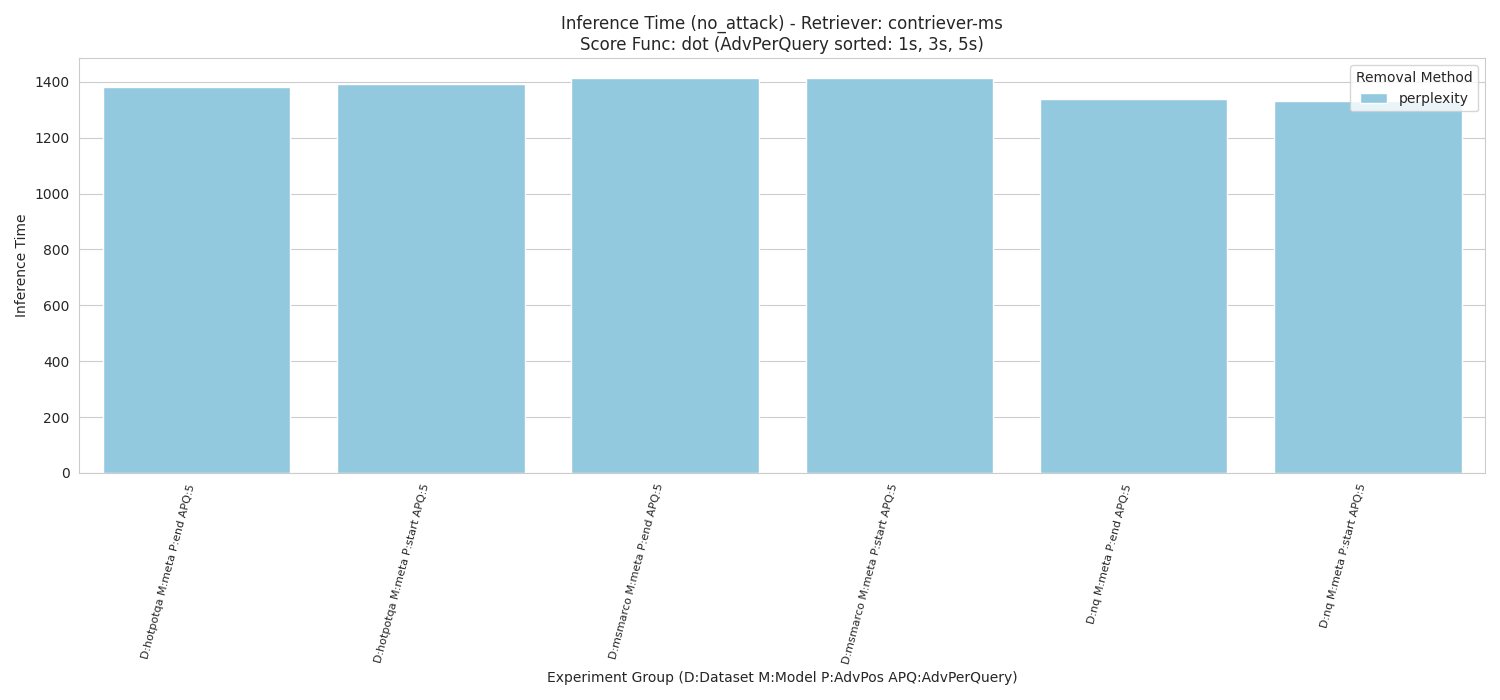 Inference Time (no_attack) - Retriever: contriever-ms
Score Func: dot (AdvPerQuery sorted: 1s, 3s, 5s)
Removal Method
perplexity
Inference Time
1400
1200
1000
800
600
400
200
0
D:hotpotqa M:meta P:end APQ:5
D:hotpotqa M:meta P:start APQ:5
D:msmarco M:meta P:end APQ:5
D:msmarco M:meta P:start APQ:5
D:nq M:meta P:end APQ:5
D:nq M:meta P:start APQ:5
Experiment Group (D:Dataset M:Model P:AdvPos APQ:AdvPerQuery)